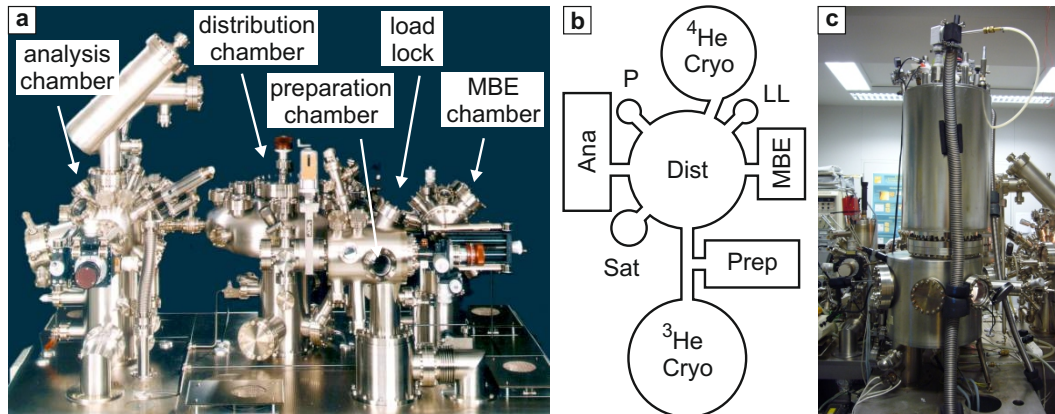 a
analysis
chamber
distribution
chamber
preparation
chamber
load
lock
MBE
chamber
b
⁴He
Cryo
P
LL
Ana
Dist
MBE
Sat
Prep
³He
Cryo
c